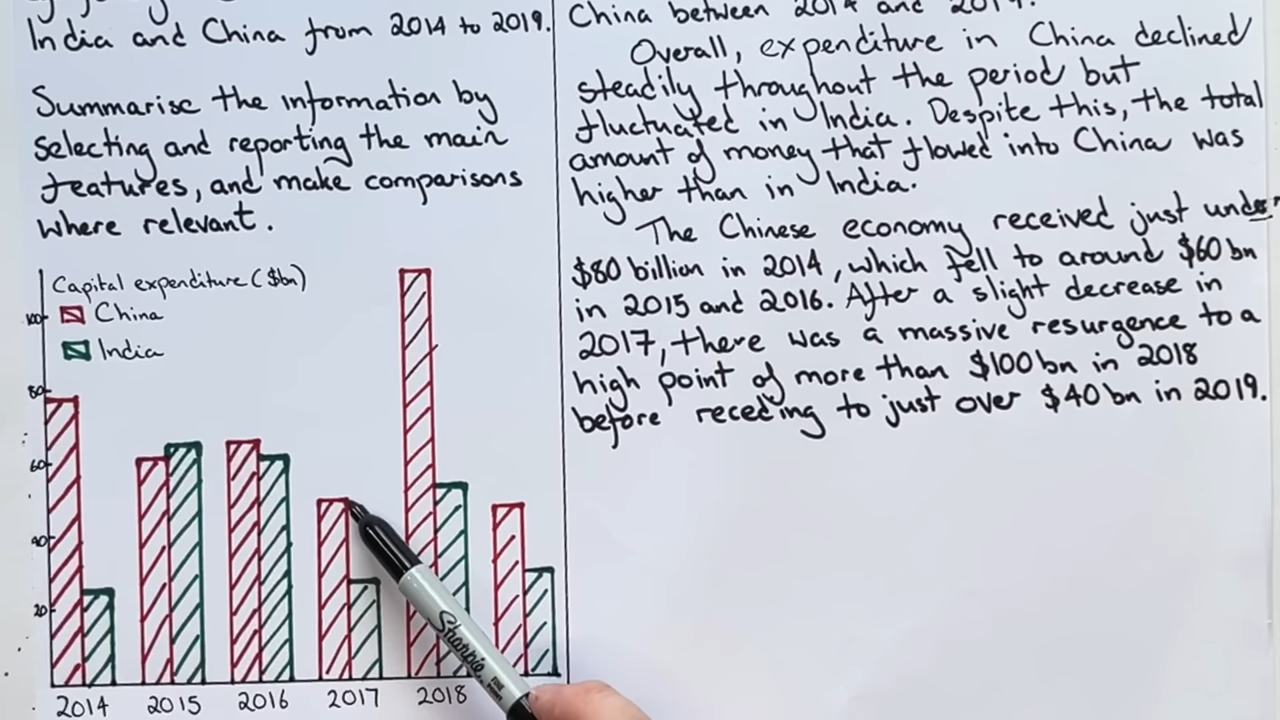 India and China from 2014 to 2019.
Summarise the information by
selecting and reporting the main
features, and make comparisons
where relevant.
Capital expenditure ($bn)
China
India
100
80
60
40
20
2014 2015 2016 2017 2018
China between 2014 and 2019.
Overall, expenditure in China declined
steadily throughout the period but
fluctuated in India. Despite this, the total
amount of money that flowed into China was
higher than in India.
The Chinese economy received just under
$80 billion in 2014, which fell to around $60 bn
in 2015 and 2016. After a slight decrease in
2017, there was a massive resurgence to a
high point of more than $100 bn in 2018
before receding to just over $40 bn in 2019.
Sharpie